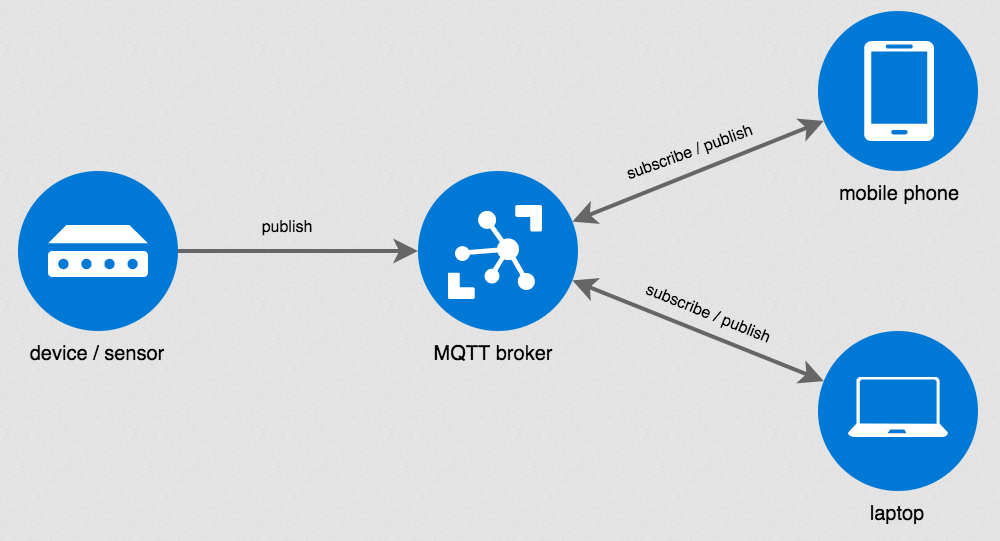 mobile phone
subscribe / publish
publish
device / sensor
MQTT broker
subscribe / publish
laptop